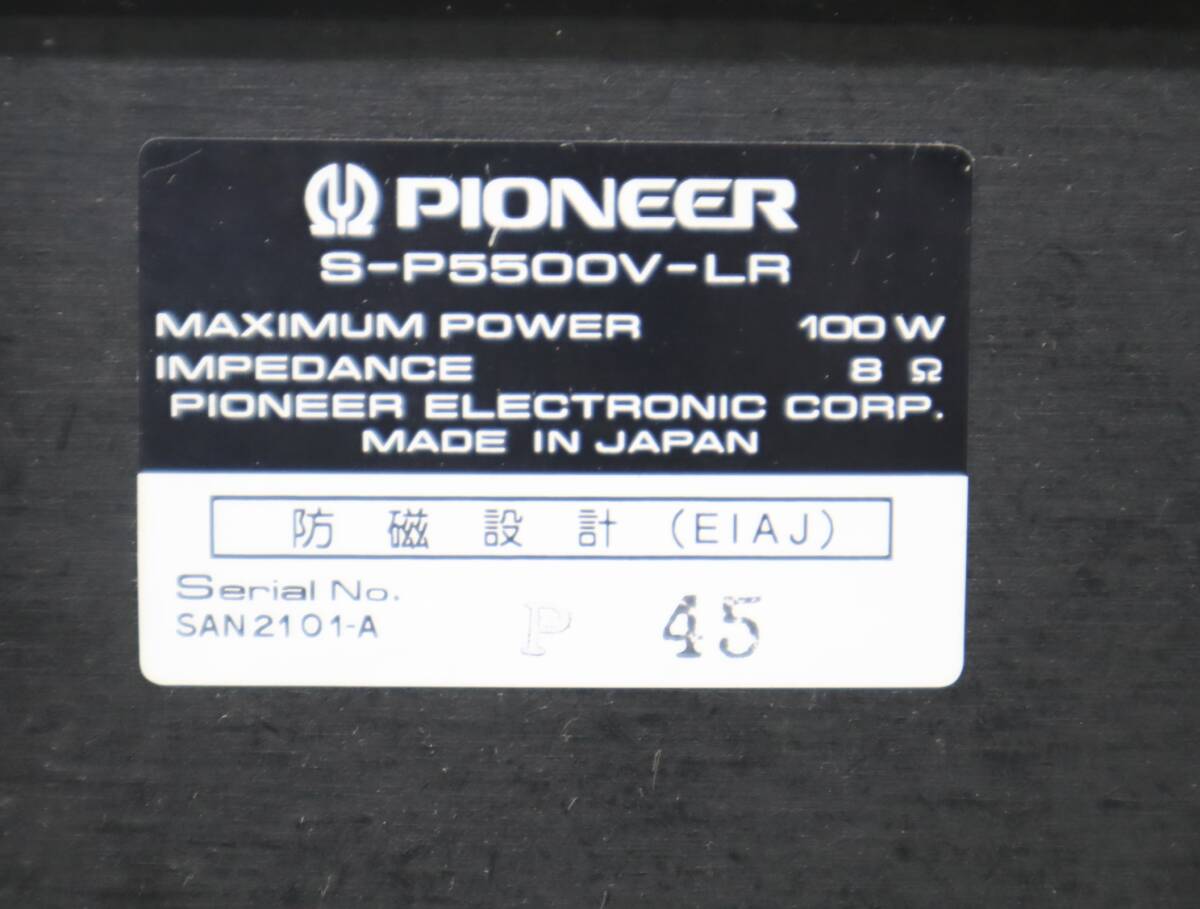 PIONEER
S-P5500V-LR
MAXIMUM POWER 100 W
IMPEDANCE 8 Ω
PIONEER ELECTRONIC CORP.
MADE IN JAPAN
防磁設計 (EIAJ)
Serial No.
SAN2101-A P 45